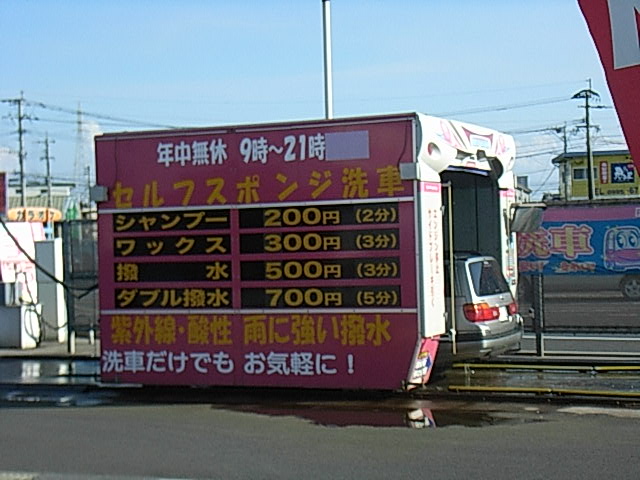 年中無休 9時～21時
セルフスポンジ洗車
シャンプー 200円 (2分)
ワックス 300円 (3分)
撥水 500円 (3分)
ダブル撥水 700円 (5分)
紫外線・酸性 雨に強い撥水
洗車だけでも お気軽に！
洗車